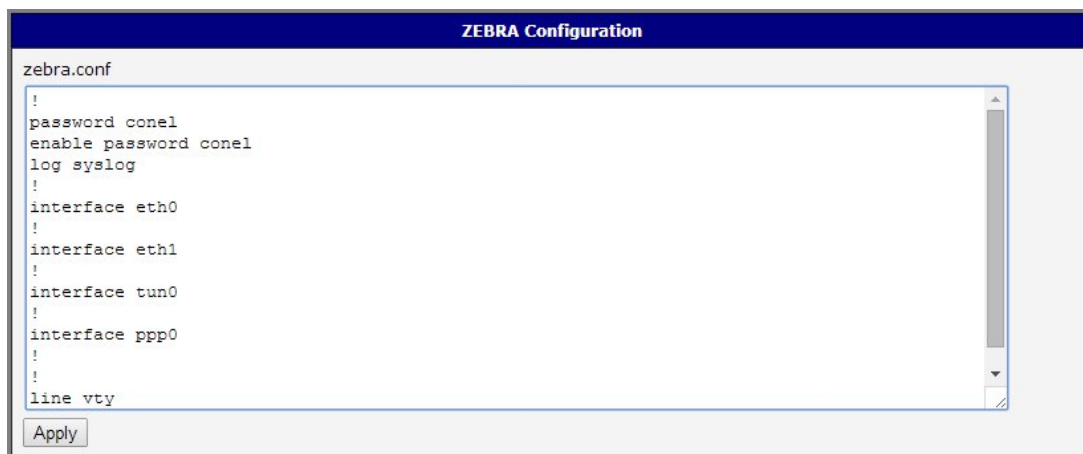 ZEBRA Configuration
zebra.conf
!
password conel
enable password conel
log syslog
!
interface eth0
!
interface eth1
!
interface tun0
!
interface ppp0
!
!
line vty
Apply